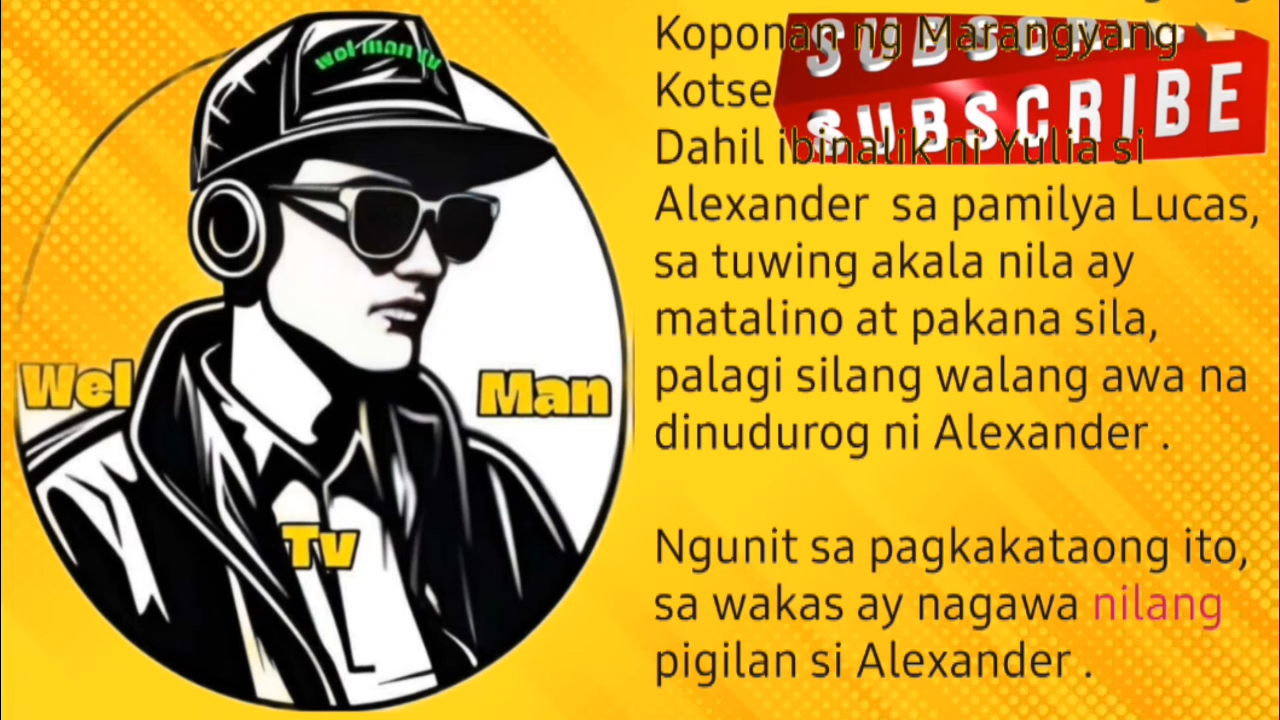 wel man tv
Wel
Man
Tv
Koponan ng Marangyang
Kotse
Dahil ibinalik ni Yulia si
Alexander sa pamilya Lucas,
sa tuwing akala nila ay
matalino at pakana sila,
palagi silang walang awa na
dinudurog ni Alexander .
Ngunit sa pagkakataong ito,
sa wakas ay nagawa nilang
pigilan si Alexander .
SUBSCRIBE
SUBSCRIBE